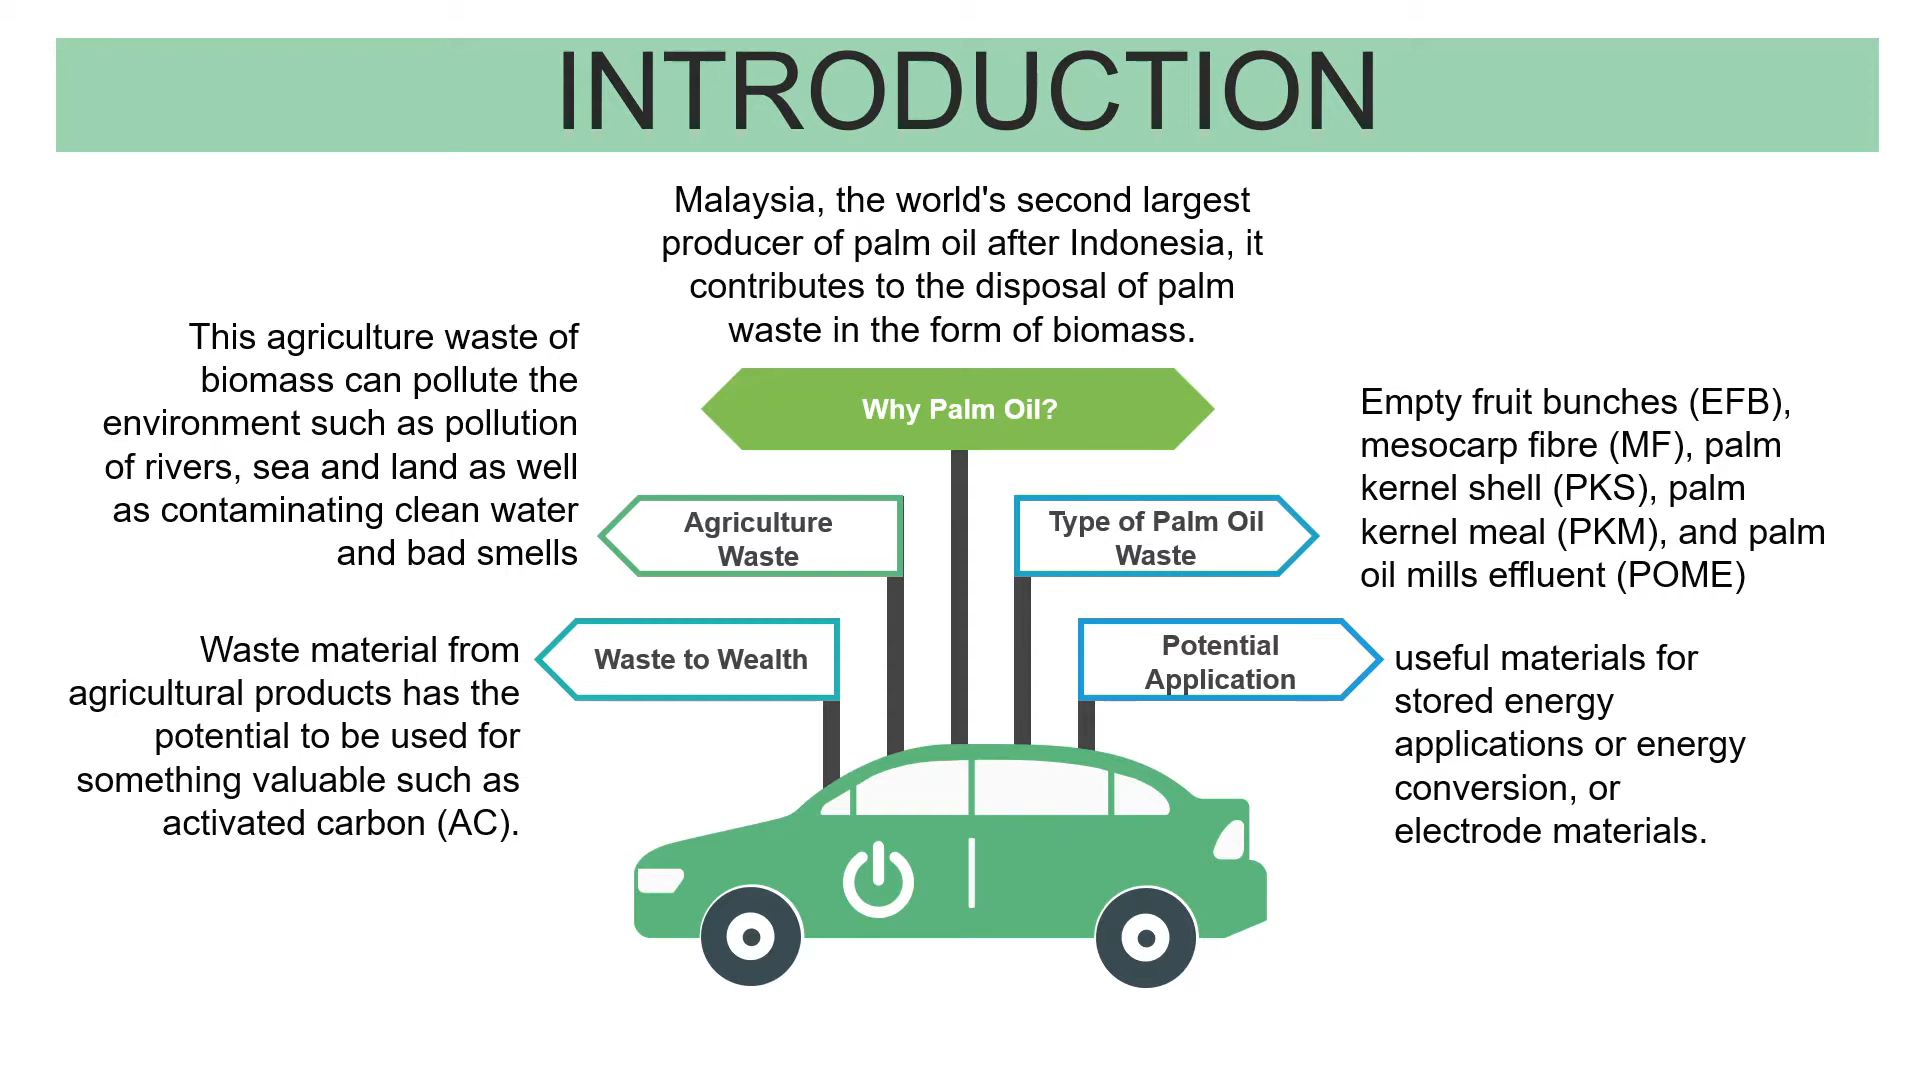 INTRODUCTION
Malaysia, the world's second largest
producer of palm oil after Indonesia, it
contributes to the disposal of palm
waste in the form of biomass.
Why Palm Oil?
This agriculture waste of
biomass can pollute the
environment such as pollution
of rivers, sea and land as well
as contaminating clean water
and bad smells
Agriculture
Waste
Type of Palm Oil
Waste
Empty fruit bunches (EFB),
mesocarp fibre (MF), palm
kernel shell (PKS), palm
kernel meal (PKM), and palm
oil mills effluent (POME)
Waste material from
agricultural products has the
potential to be used for
something valuable such as
activated carbon (AC).
Waste to Wealth
Potential
Application
useful materials for
stored energy
applications or energy
conversion, or
electrode materials.